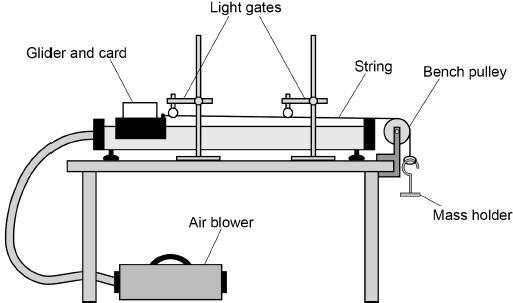 Light gates
Glider and card
String
Bench pulley
Mass holder
Air blower